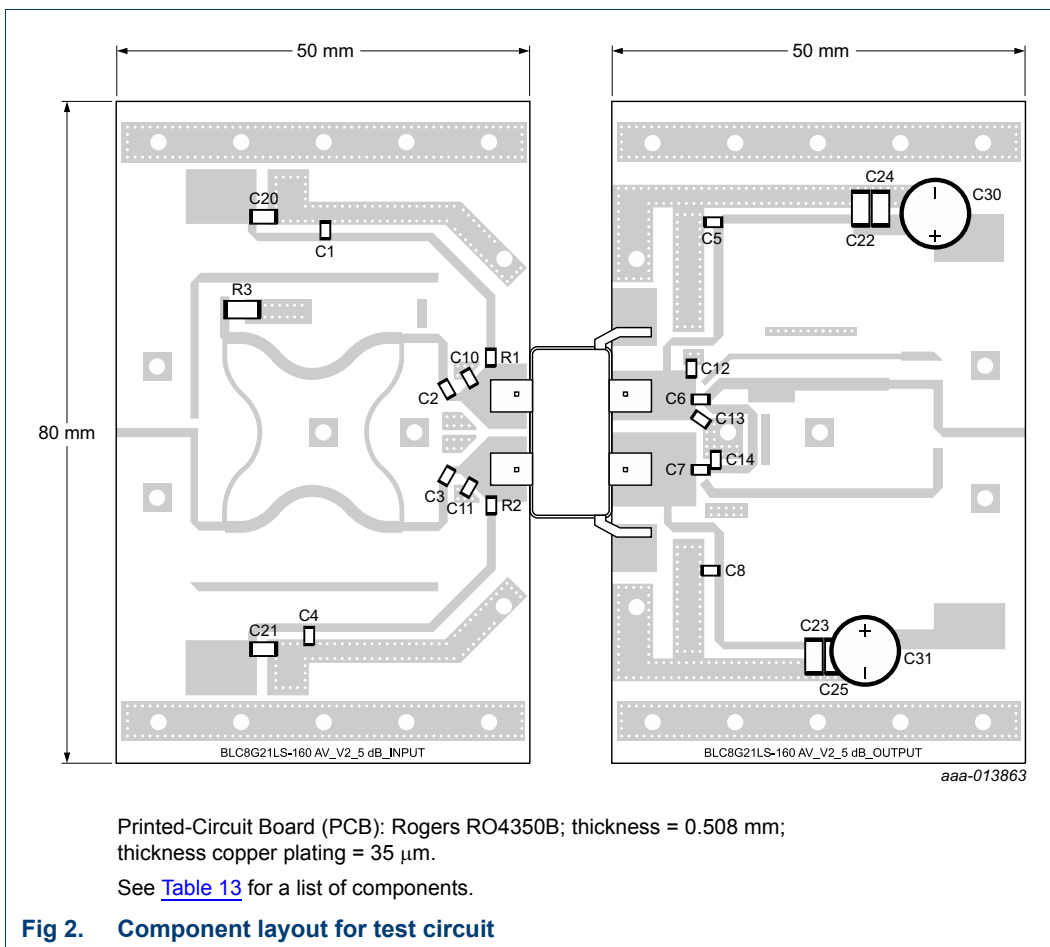 50 mm
50 mm
80 mm
C20
C1
R3
C10
R1
C2
C3
C11
R2
C4
C21
BLC8G21LS-160 AV_V2_5 dB_INPUT
C24
C30
C5
C22
C12
C6
C13
C14
C7
C8
C23
C31
C25
BLC8G21LS-160 AV_V2_5 dB_OUTPUT
aaa-013863
Printed-Circuit Board (PCB): Rogers RO4350B; thickness = 0.508 mm;
thickness copper plating = 35 μm.
See Table 13 for a list of components.
Fig 2. Component layout for test circuit